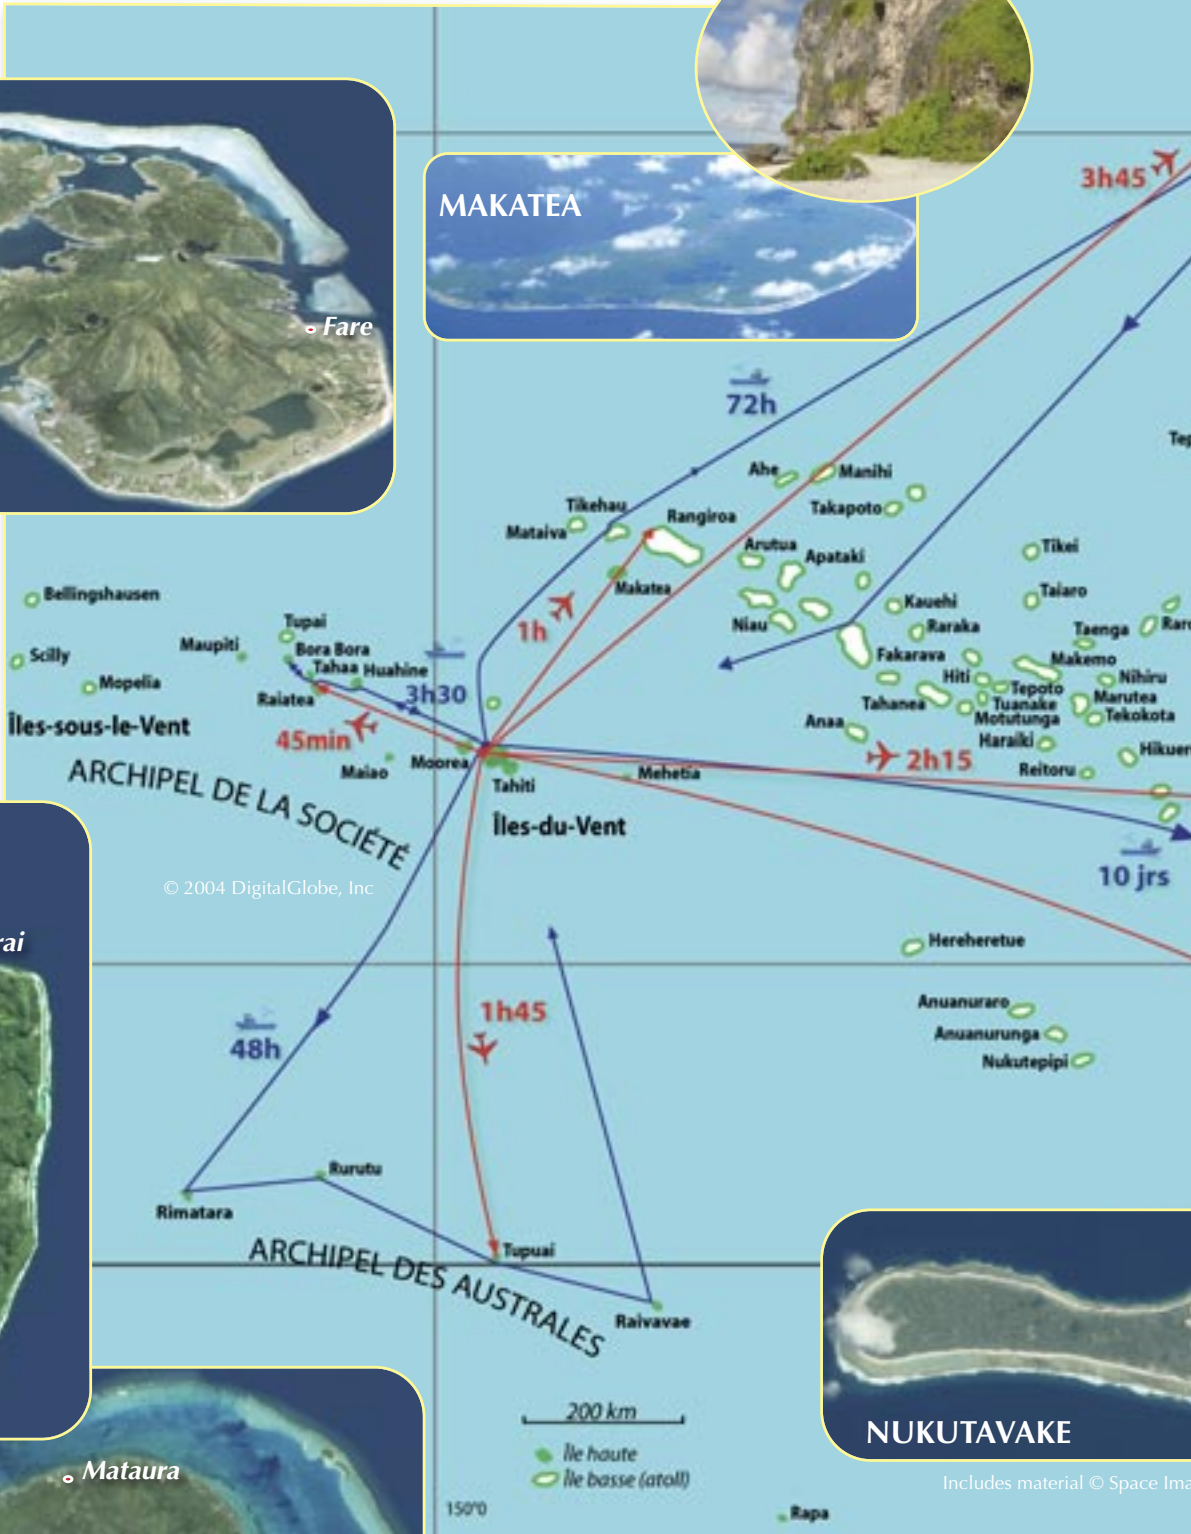 3h45
MAKATEA
Fare
72h
Ahe
Manihi
Takapoto
Tikehau
Mataiva
Rangiroa
Arutua
Apataki
Tikei
Makatea
Taiaro
Bellingshausen
Kauehi
1h
Niau
Raraka
Taenga
Tupai
Maupiti
Bora Bora
Scilly
Tahaa
Huahine
Fakarava
Makemo
Mopelia
Raiatea
3h30
Hiti
Tepoto
Nihiru
Tahanea
Tuanake
Marutea
Îles-sous-le-Vent
Anaa
Motutunga
Tekokota
45min
Haraiki
Moorea
2h15
Maiao
Mehetia
Reitoru
Tahiti
ARCHIPEL DE LA SOCIÉTÉ
Îles-du-Vent
10 jrs
© 2004 DigitalGlobe, Inc
Hereheretue
1h45
Anuanuraro
48h
Anuanurunga
Nukutepipi
Rurutu
Rimatara
Tupuai
ARCHIPEL DES AUSTRALES
Raivavae
200 km
NUKUTAVAKE
Île haute
Île basse (atoll)
Mataura
Includes material © Space
150°0
Rapa